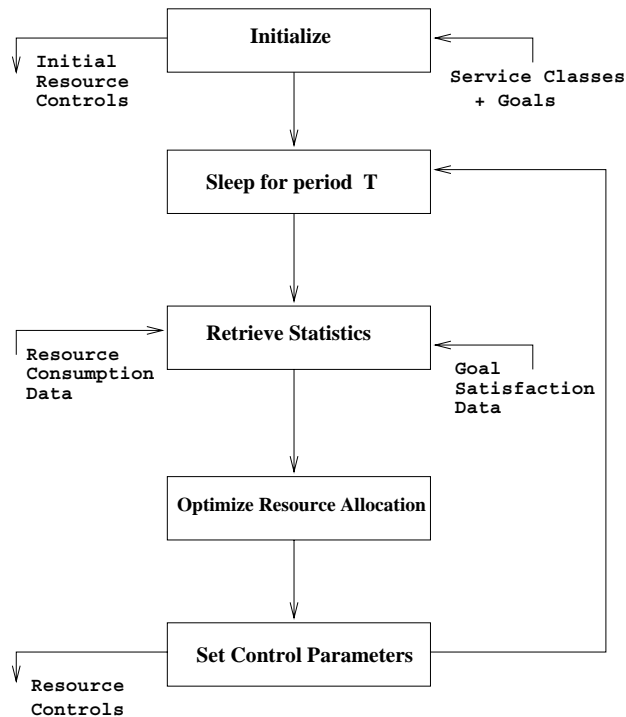 Initialize
Initial
Resource
Controls
Service Classes
+ Goals
Sleep for period T
Retrieve Statistics
Resource
Consumption
Data
Goal
Satisfaction
Data
Optimize Resource Allocation
Set Control Parameters
Resource
Controls